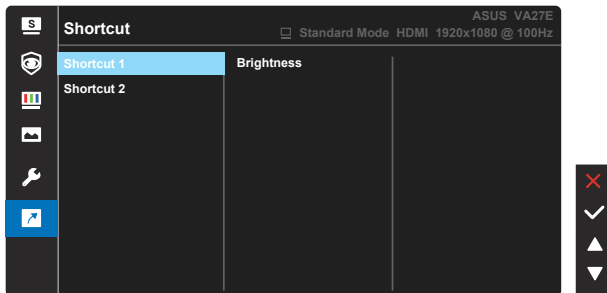 S
ASUS VA27E
Shortcut
Standard Mode HDMI 1920x1080 @ 100Hz
Shortcut 1
Brightness
Shortcut 2